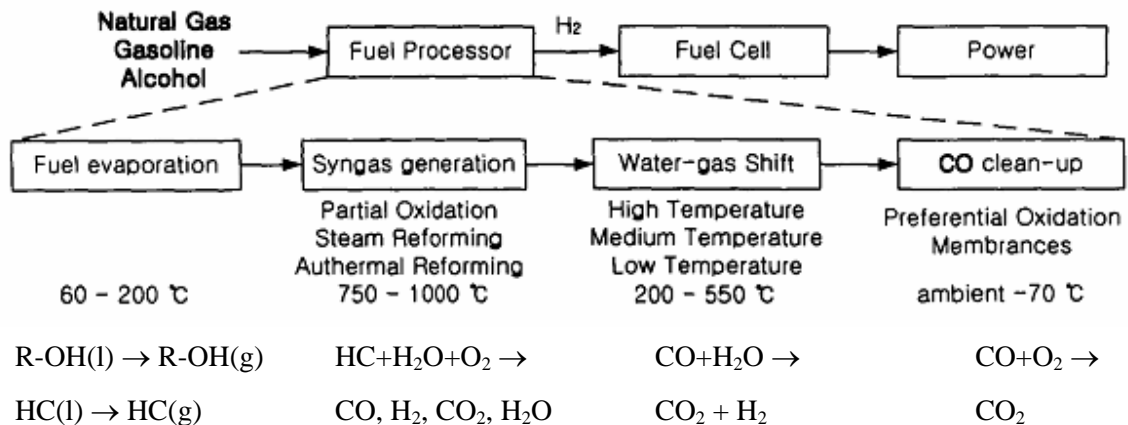 Natural Gas
Gasoline
Alcohol
Fuel Processor
H₂
Fuel Cell
Power
Fuel evaporation
Syngas generation
Water-gas Shift
CO clean-up
Partial Oxidation
Steam Reforming
Authermal Reforming
750 - 1000 ℃
High Temperature
Medium Temperature
Low Temperature
200 - 550 ℃
Preferential Oxidation
Membrances
60 - 200 ℃
ambient -70 ℃
R-OH(l) → R-OH(g)
HC+H₂O+O₂ →
CO+H₂O →
CO+O₂ →
HC(l) → HC(g)
CO, H₂, CO₂, H₂O
CO₂ + H₂
CO₂